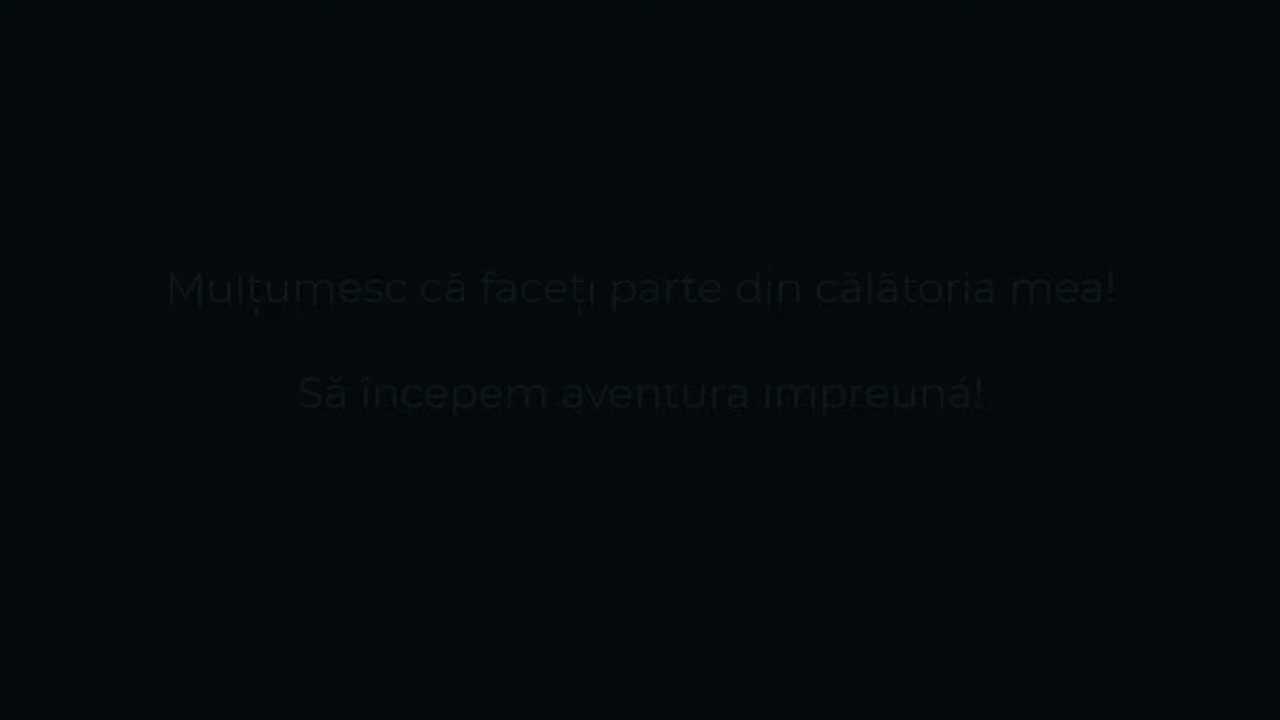 Mulțumesc că faceți parte din călătoria mea!
Să începem aventura împreună!